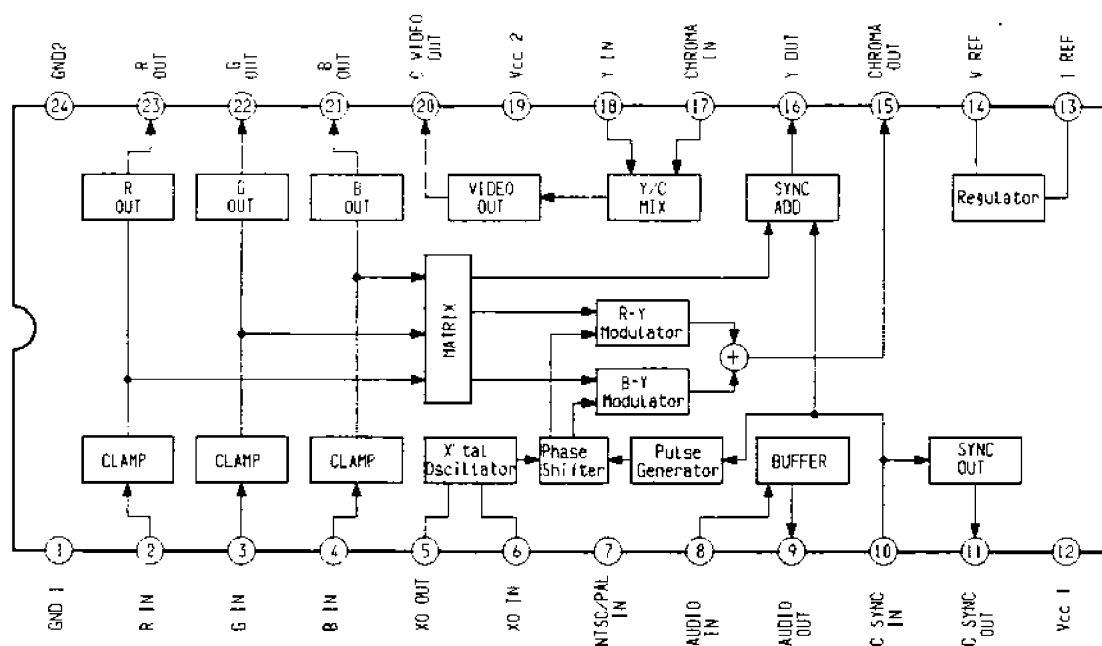 GND2
R
OUT
G
OUT
B
OUT
C VIDEO
OUT
Vcc 2
Y IN
CHROMA
IN
Y OUT
CHROMA
OUT
V REF
I REF
24
23
22
21
20
19
18
17
16
15
14
13
R
OUT
G
OUT
B
OUT
VIDEO
OUT
Y/C
MIX
SYNC
ADD
Regulator
MATRIX
R-Y
Modulator
+
B-Y
Modulator
CLAMP
CLAMP
CLAMP
X'tal
Oscillator
Phase
Shifter
Pulse
Generator
BUFFER
SYNC
OUT
1
2
3
4
5
6
7
8
9
10
11
12
GND 1
R IN
G IN
B IN
XO OUT
XO IN
NTSC/PAL
IN
AUDIO
IN
AUDIO
OUT
C SYNC
IN
C SYNC
OUT
Vcc 1